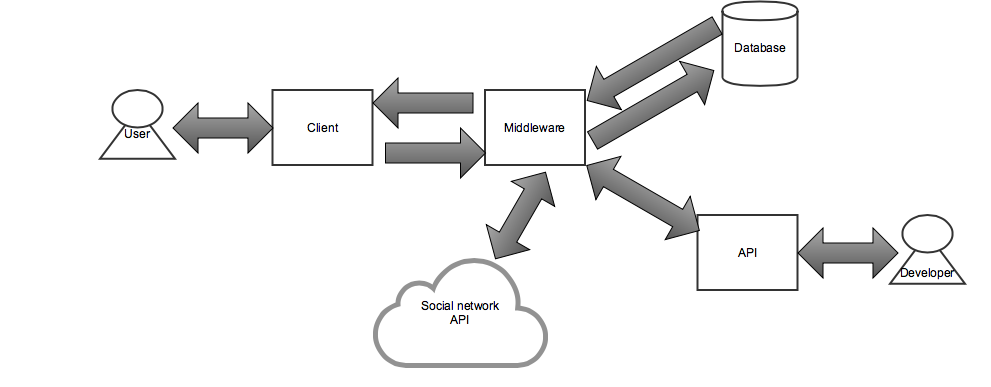 Database
User
Client
Middleware
API
Developer
Social network
API